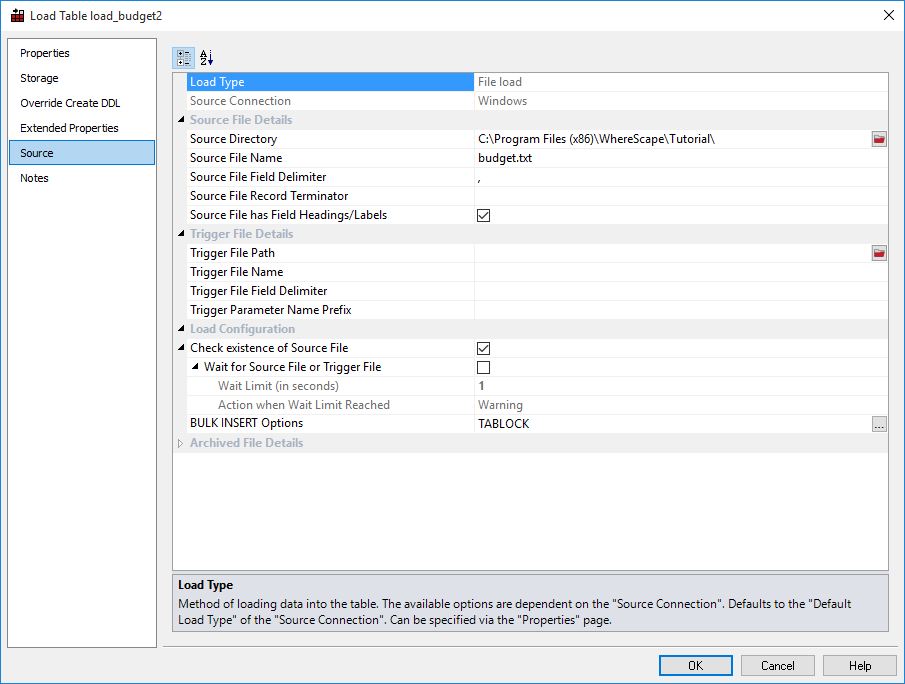 Load Table load_budget2
Properties
Storage
Override Create DDL
Extended Properties
Source
Notes
Load Type File load
Source Connection Windows
Source File Details
Source Directory C:\Program Files (x86)\WhereScape\Tutorial\
Source File Name budget.txt
Source File Field Delimiter ,
Source File Record Terminator
Source File has Field Headings/Labels
Trigger File Details
Trigger File Path
Trigger File Name
Trigger File Field Delimiter
Trigger Parameter Name Prefix
Load Configuration
Check existence of Source File
Wait for Source File or Trigger File
Wait Limit (in seconds) 1
Action when Wait Limit Reached Warning
BULK INSERT Options TABLOCK ...
Archived File Details
Load Type
Method of loading data into the table. The available options are dependent on the "Source Connection". Defaults to the "Default
Load Type" of the "Source Connection". Can be specified via the "Properties" page.
OK Cancel Help